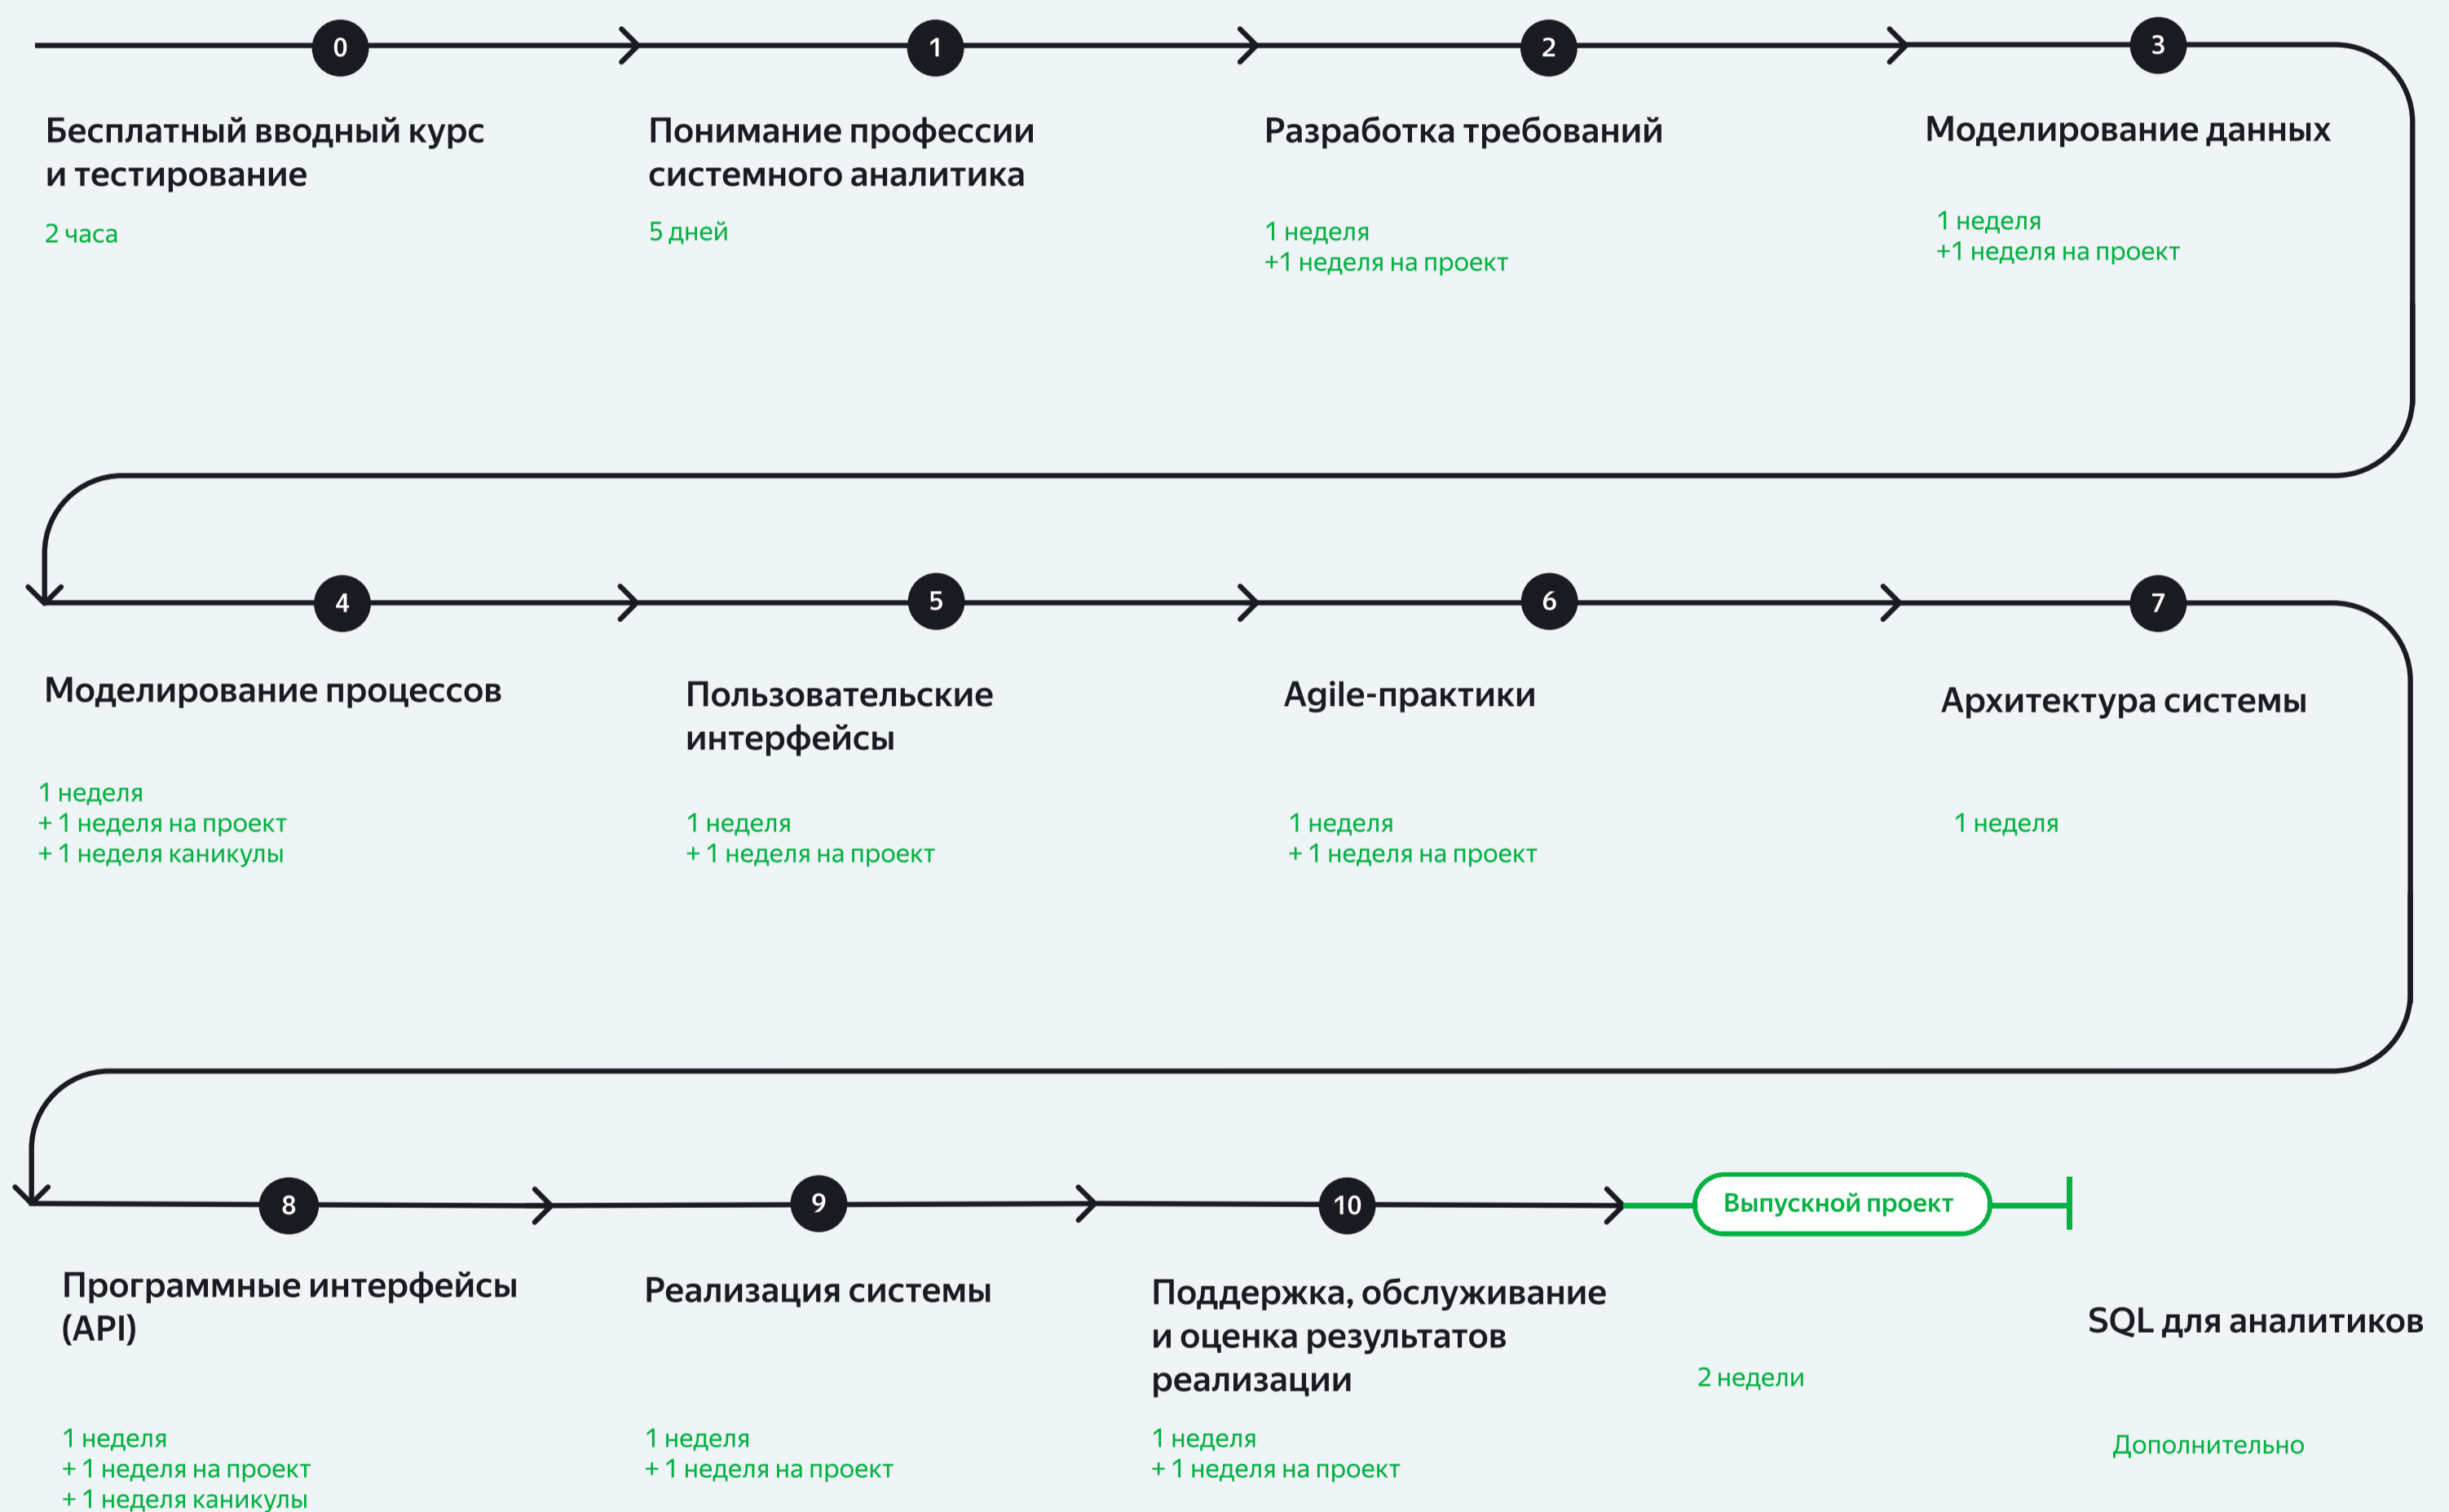 0
Бесплатный вводный курс
и тестирование
2 часа
1
Понимание профессии
системного аналитика
5 дней
2
Разработка требований
1 неделя
+1 неделя на проект
3
Моделирование данных
1 неделя
+1 неделя на проект
4
Моделирование процессов
1 неделя
+ 1 неделя на проект
+ 1 неделя каникулы
5
Пользовательские
интерфейсы
1 неделя
+ 1 неделя на проект
6
Agile-практики
1 неделя
+ 1 неделя на проект
7
Архитектура системы
1 неделя
8
Программные интерфейсы
(API)
1 неделя
+ 1 неделя на проект
+ 1 неделя каникулы
9
Реализация системы
1 неделя
+ 1 неделя на проект
10
Поддержка, обслуживание
и оценка результатов
реализации
1 неделя
+ 1 неделя на проект
Выпускной проект
2 недели
SQL для аналитиков
Дополнительно